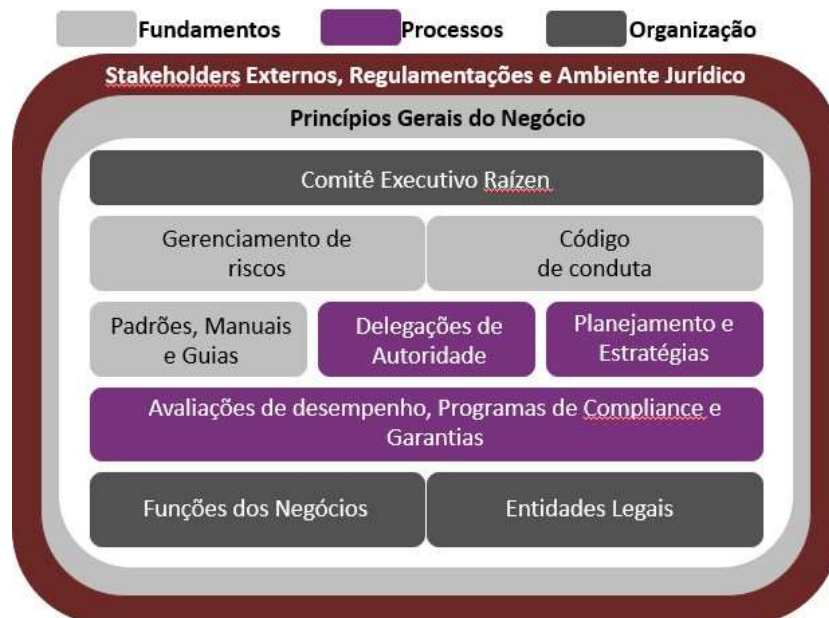 Fundamentos Processos Organização
Stakeholders Externos, Regulamentações e Ambiente Jurídico
Princípios Gerais do Negócio
Comitê Executivo Raízen
Gerenciamento de
riscos
Código
de conduta
Padrões, Manuais
e Guias
Delegações de
Autoridade
Planejamento e
Estratégias
Avaliações de desempenho, Programas de Compliance e
Garantias
Funções dos Negócios
Entidades Legais